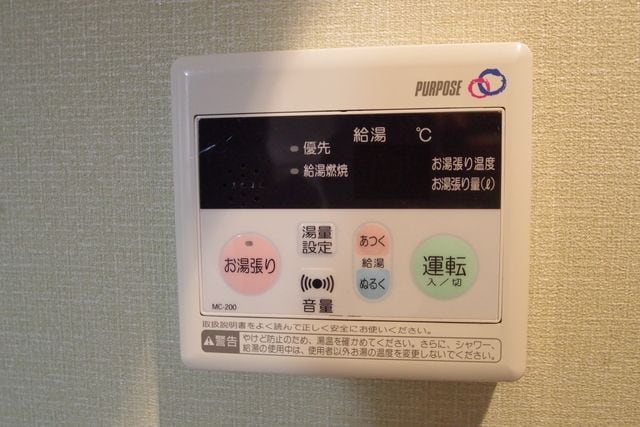 PURPOSE
給湯 ℃
優先
給湯燃焼
お湯張り温度
お湯張り量(ℓ)
お湯張り
湯量
設定
音量
あつく
給湯
ぬるく
運転
入／切
MC-200
取扱説明書をよく読んで正しく安全にお使いください。
警告
やけど防止のため、湯温を確かめてください。さらに、シャワー、
給湯の使用中は、使用者以外お湯の温度を変更しないでください。